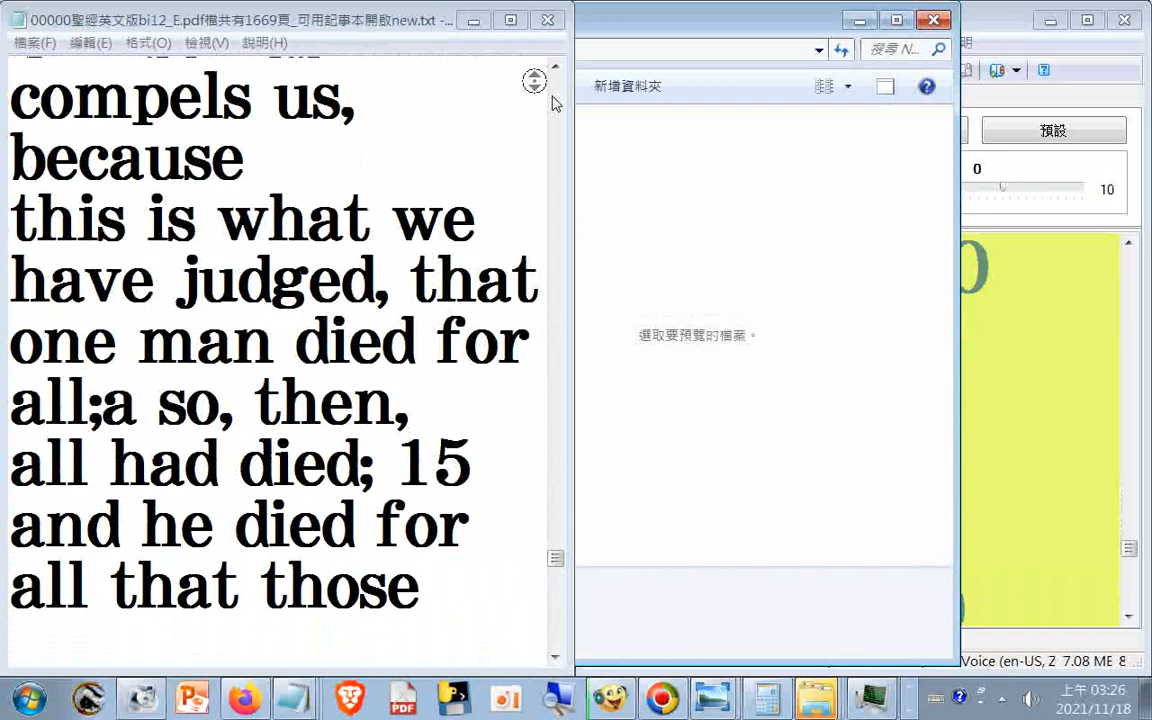 00000聖經英文版bi12_E.pdf檔共有1669頁_可用記事本開啟new.txt -...
檔案(F) 編輯(E) 格式(O) 檢視(V) 說明(H)
compels us,
because
this is what we
have judged, that
one man died for
all;a so, then,
all had died; 15
and he died for
all that those
搜尋 N...
新增資料夾
選取要預覽的檔案。
明
預設
0
10
Voice (en-US, Z 7.08 ME 8
PDF
上午 03:26
2021/11/18